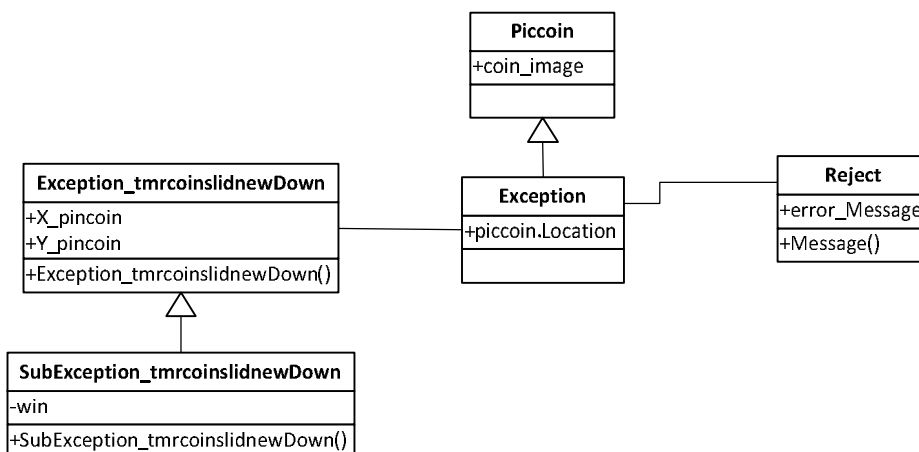 Piccoin
+coin_image
Exception_tmrcoinslidnewDown
+X_pincoin
+Y_pincoin
+Exception_tmrcoinslidnewDown()
Exception
+piccoin.Location
Reject
+error_Message
+Message()
SubException_tmrcoinslidnewDown
-win
+SubException_tmrcoinslidnewDown()